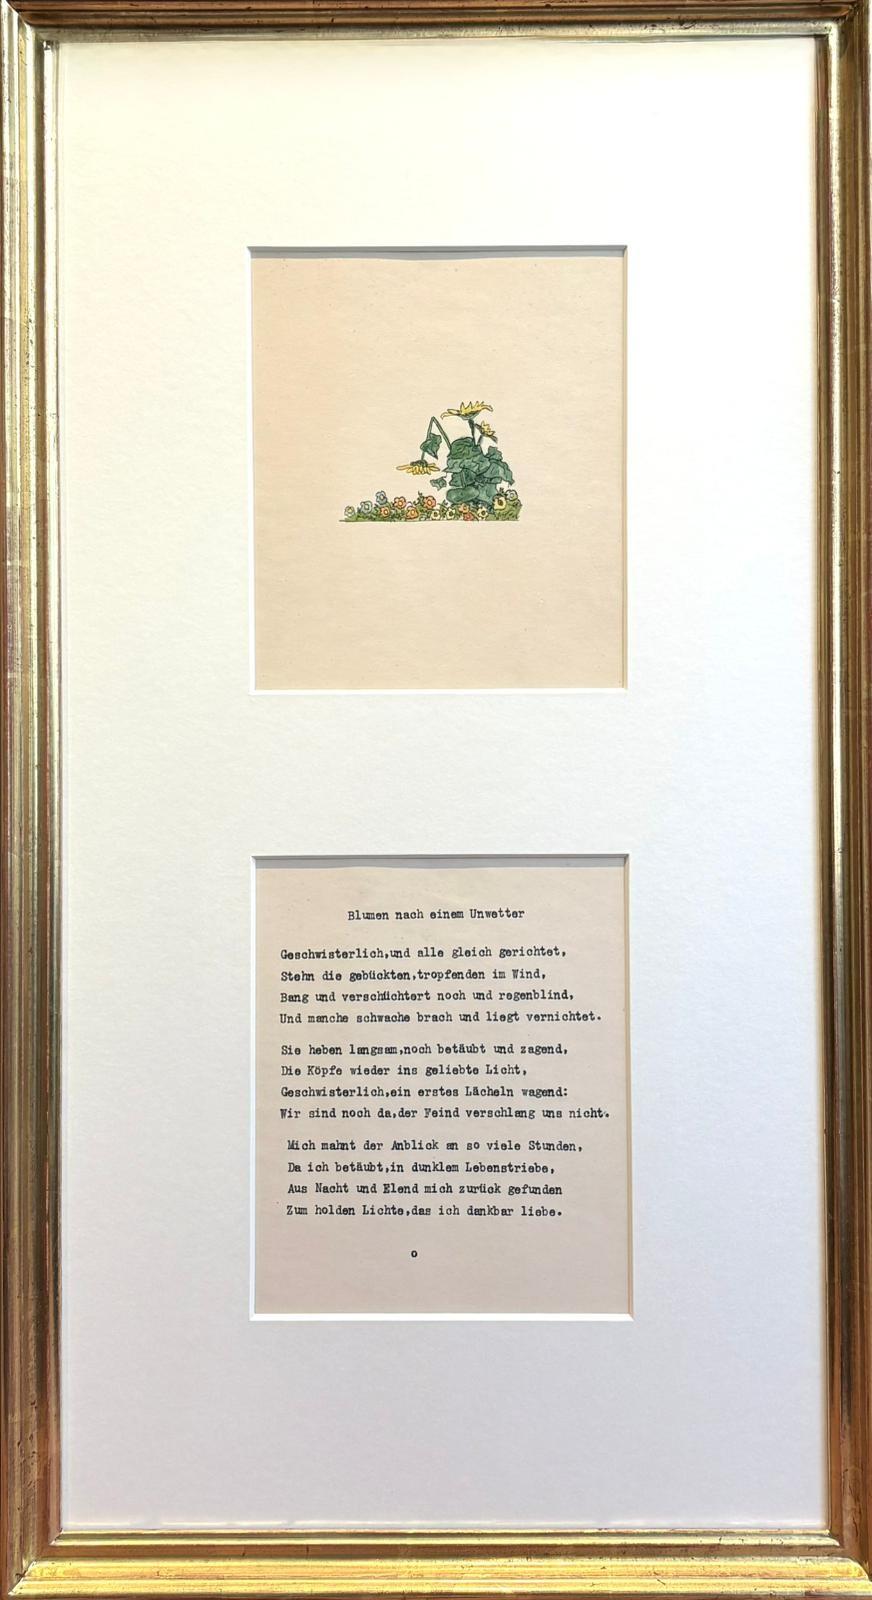 Blumen nach einem Unwetter
Geschwisterlich,und alle gleich gerichtet,
Stehn die gebückten,tropfenden im Wind,
Bang und verschüchtert noch und regenblind,
Und manche schwache brach und liegt vernichtet.
Sie heben langsam,noch betäubt und zagend,
Die Köpfe wieder ins geliebte Licht,
Geschwisterlich,ein erstes Lächeln wagend:
Wir sind noch da,der Feind verschlang uns nicht.
Mich mahnt der Anblick an so viele Stunden,
Da ich betäubt,in dunklem Lebenstriebe,
Aus Nacht und Elend mich zurück gefunden
Zum holden Lichte,das ich dankbar liebe.
o